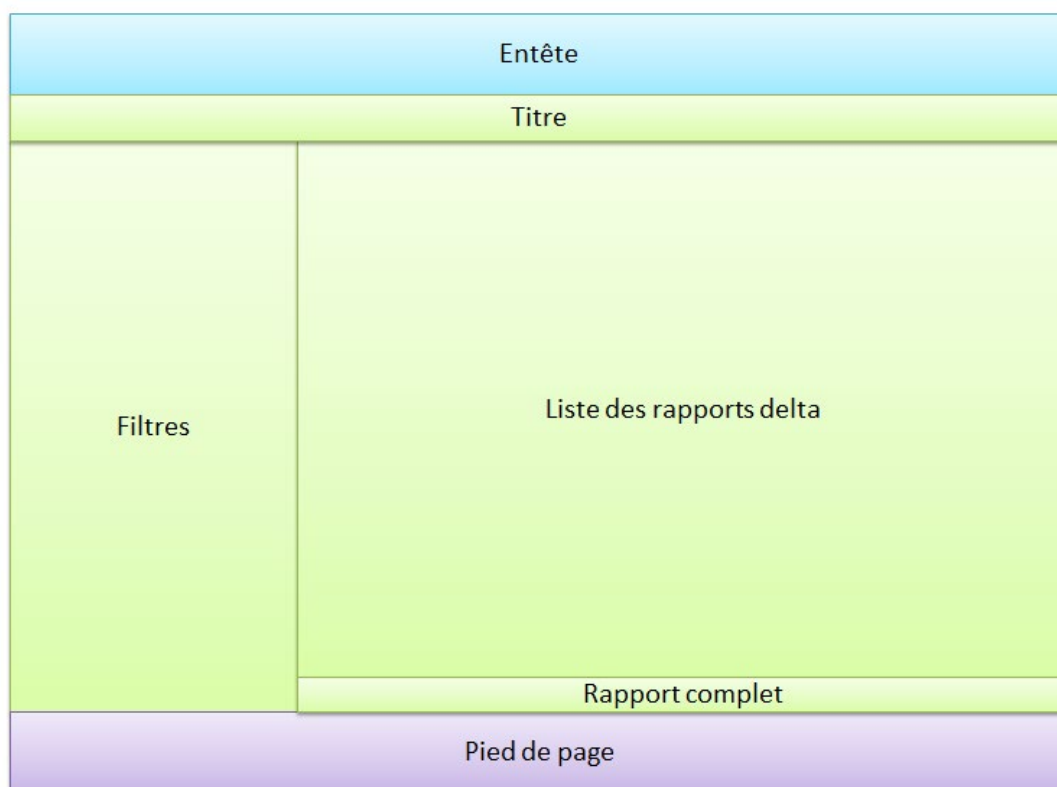 Entête
Titre
Filtres
Liste des rapports delta
Rapport complet
Pied de page